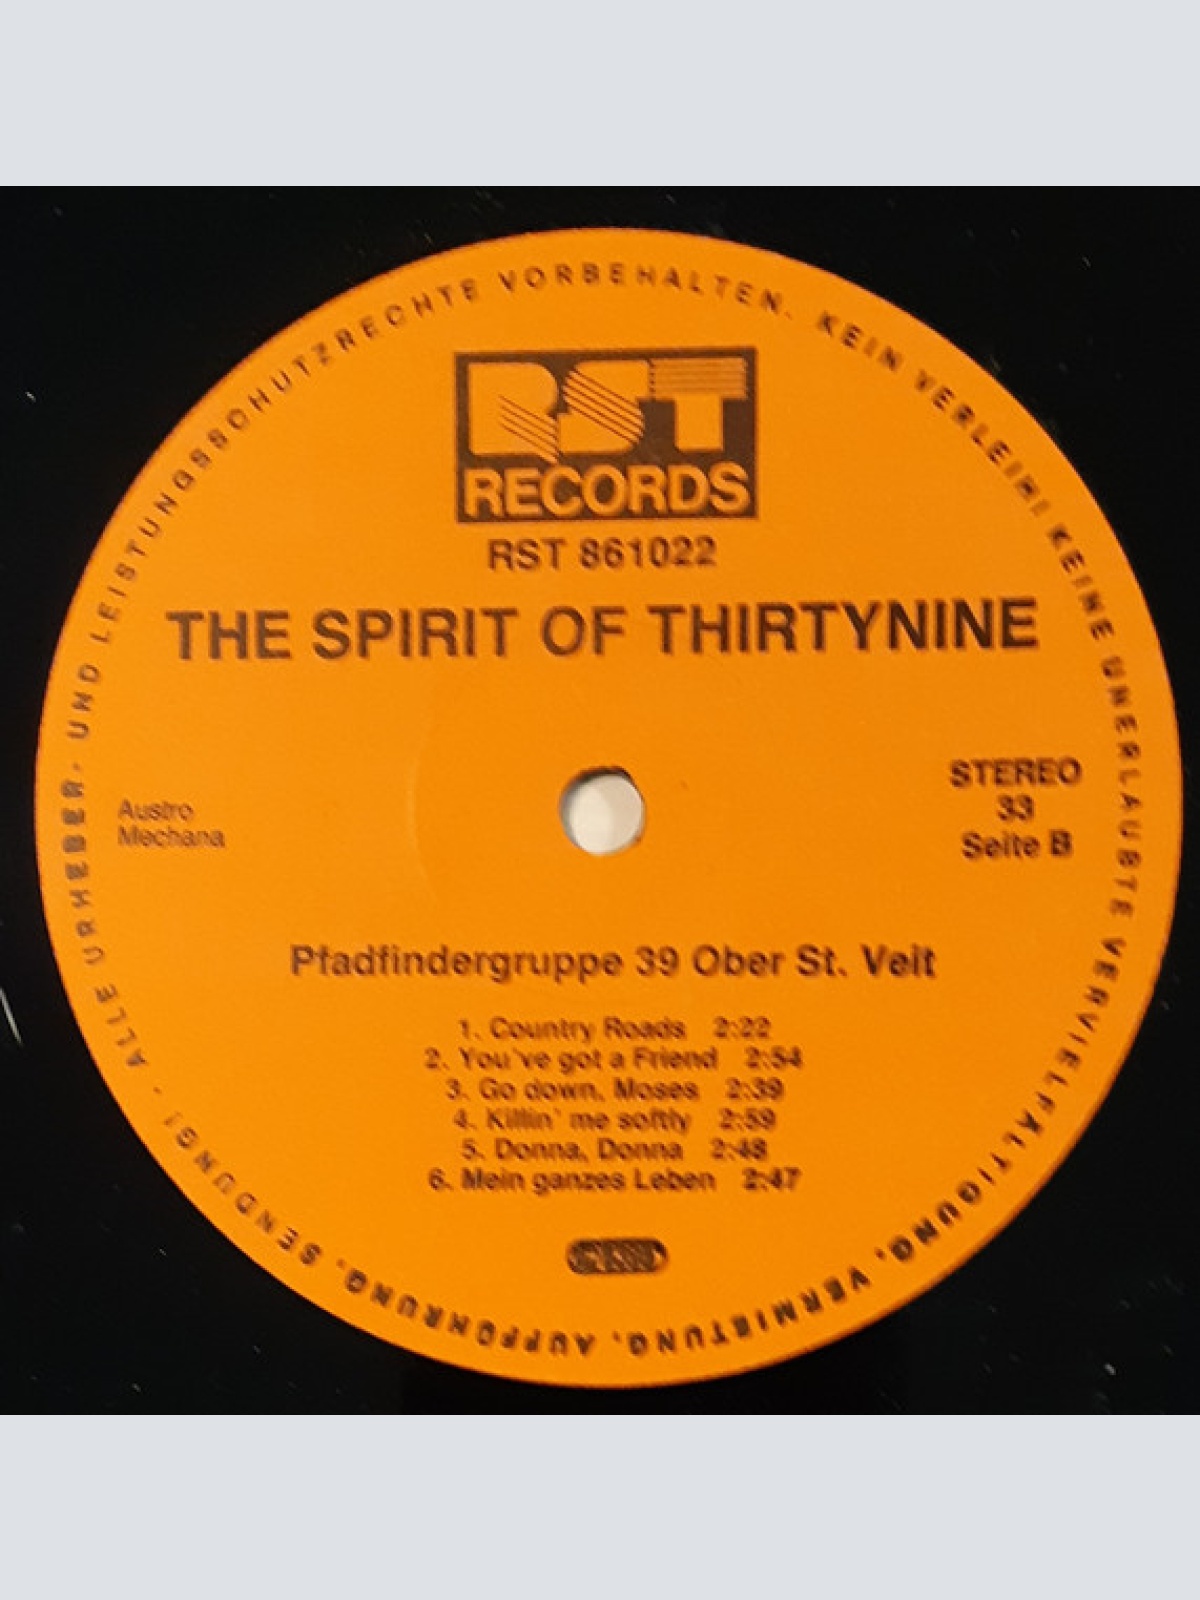 ALLE URHEBER- UND LEISTUNGSSCHUTZRECHTE VORBEHALTEN. KEIN VERLEIH! KEINE UNERLAUBTE VERVIELFÄLTIGUNG, VERMIETUNG, AUFFÜHRUNG, SENDUNG! ·
RST
RECORDS
RST 861022
THE SPIRIT OF THIRTYNINE
STEREO
33
Seite B
Austro
Mechana
Pfadfindergruppe 39 Ober St. Veit
1. Country Roads 2:22
2. You've got a Friend 2:54
3. Go down, Moses 2:39
4. Killin' me softly 2:59
5. Donna, Donna 2:48
6. Mein ganzes Leben 2:47